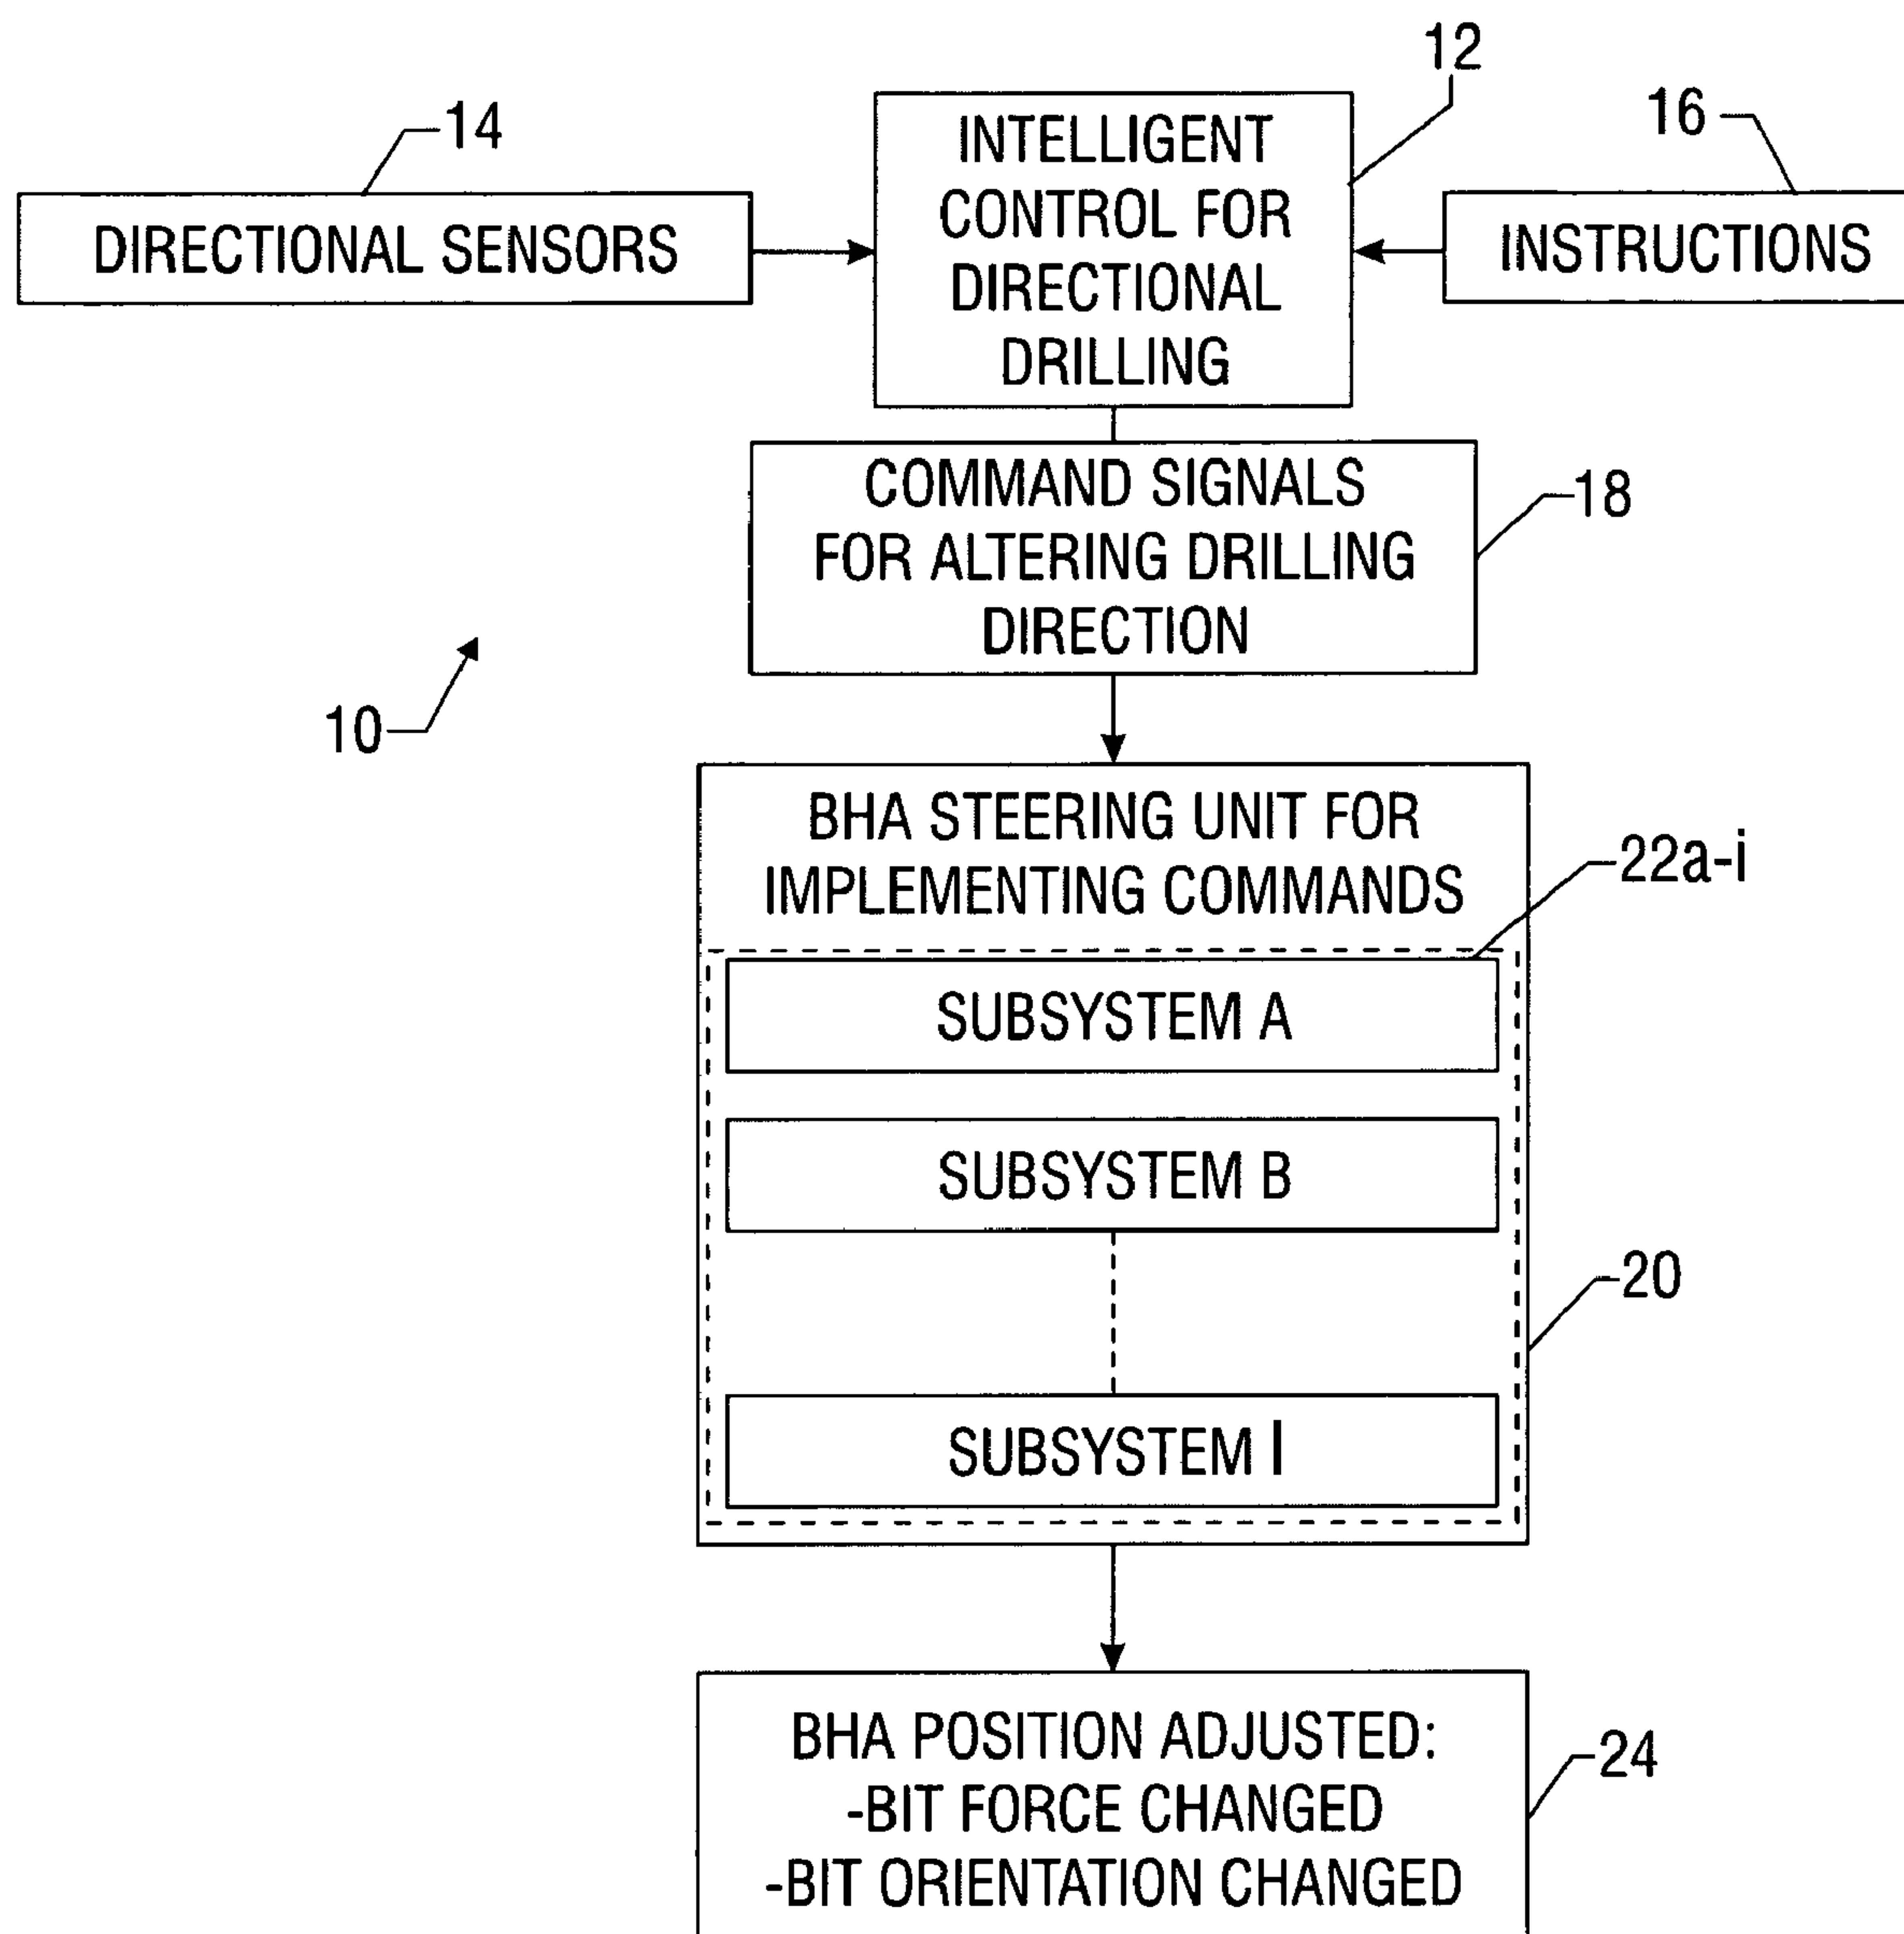 12
14
16
INTELLIGENT
CONTROL FOR
DIRECTIONAL
DRILLING
DIRECTIONAL SENSORS
INSTRUCTIONS
COMMAND SIGNALS
FOR ALTERING DRILLING
DIRECTION
18
10
BHA STEERING UNIT FOR
IMPLEMENTING COMMANDS
22a-i
SUBSYSTEM A
SUBSYSTEM B
20
SUBSYSTEM I
BHA POSITION ADJUSTED:
-BIT FORCE CHANGED
-BIT ORIENTATION CHANGED
24